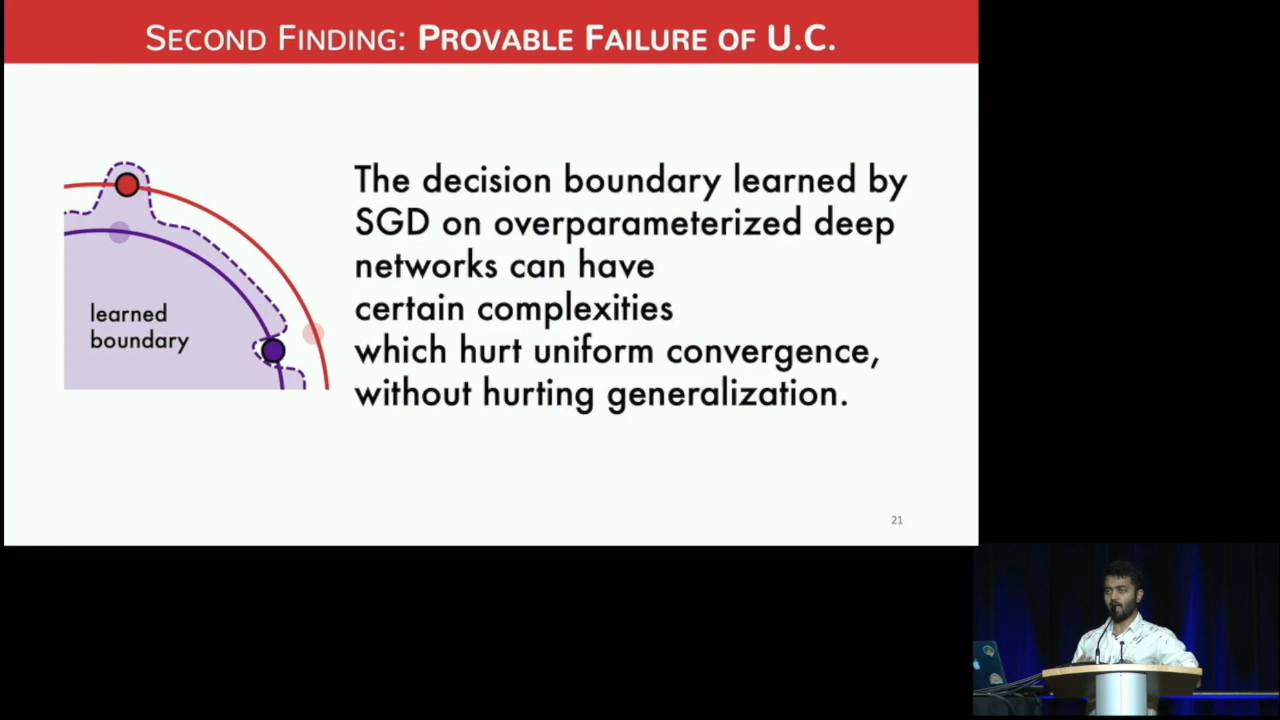 SECOND FINDING: PROVABLE FAILURE OF U.C.
learned
boundary
The decision boundary learned by
SGD on overparameterized deep
networks can have
certain complexities
which hurt uniform convergence,
without hurting generalization.
21